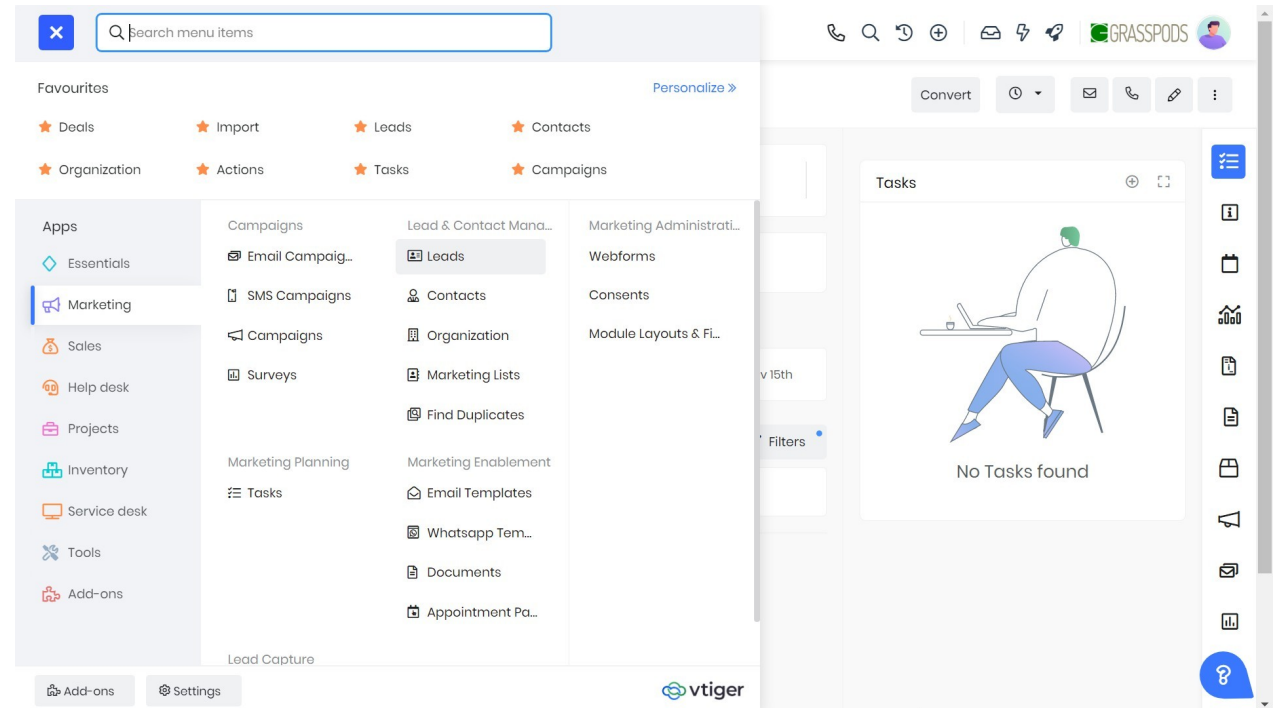 Search menu items
GRASSPODS
Favourites
Personalize »
Convert
Deals
Import
Leads
Contacts
Organization
Actions
Tasks
Campaigns
Tasks
Apps
Essentials
Marketing
Sales
Help desk
Projects
Inventory
Service desk
Tools
Add-ons
Campaigns
Email Campaig...
SMS Campaigns
Campaigns
Surveys
Lead & Contact Mana...
Leads
Contacts
Organization
Marketing Lists
Find Duplicates
Marketing Administrati...
Webforms
Consents
Module Layouts & Fi...
Marketing Planning
Tasks
Marketing Enablement
Email Templates
Whatsapp Tem...
Documents
Appointment Pa...
Lead Capture
v 15th
Filters
No Tasks found
Add-ons
Settings
vtiger